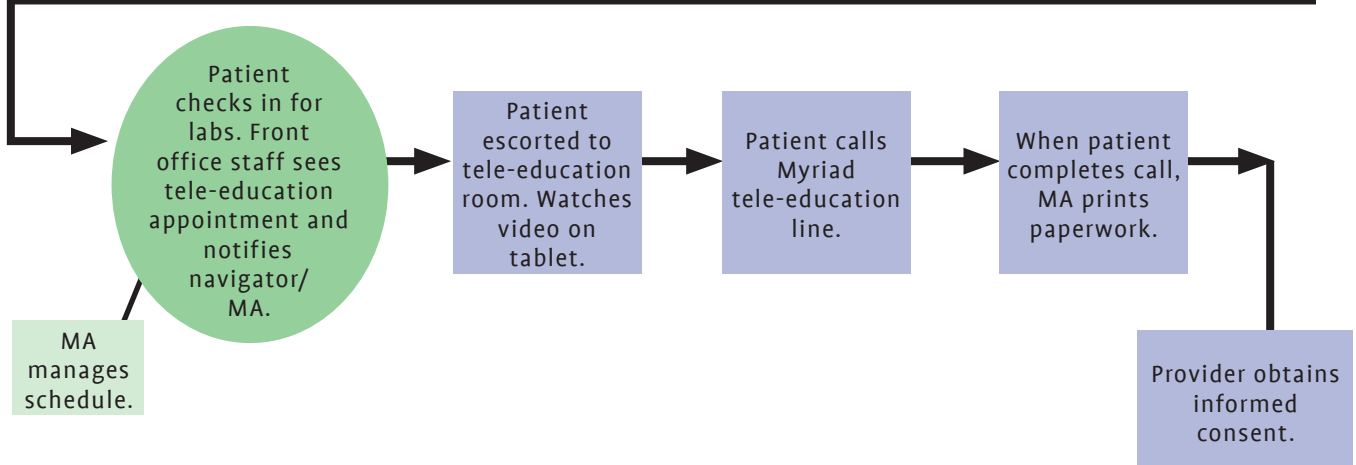 Patient
checks in for
labs. Front
office staff sees
tele-education
appointment and
notifies
navigator/
MA.
MA
manages
schedule.
Patient
escorted to
tele-education
room. Watches
video on
tablet.
Patient calls
Myriad
tele-education
line.
When patient
completes call,
MA prints
paperwork.
Provider obtains
informed
consent.